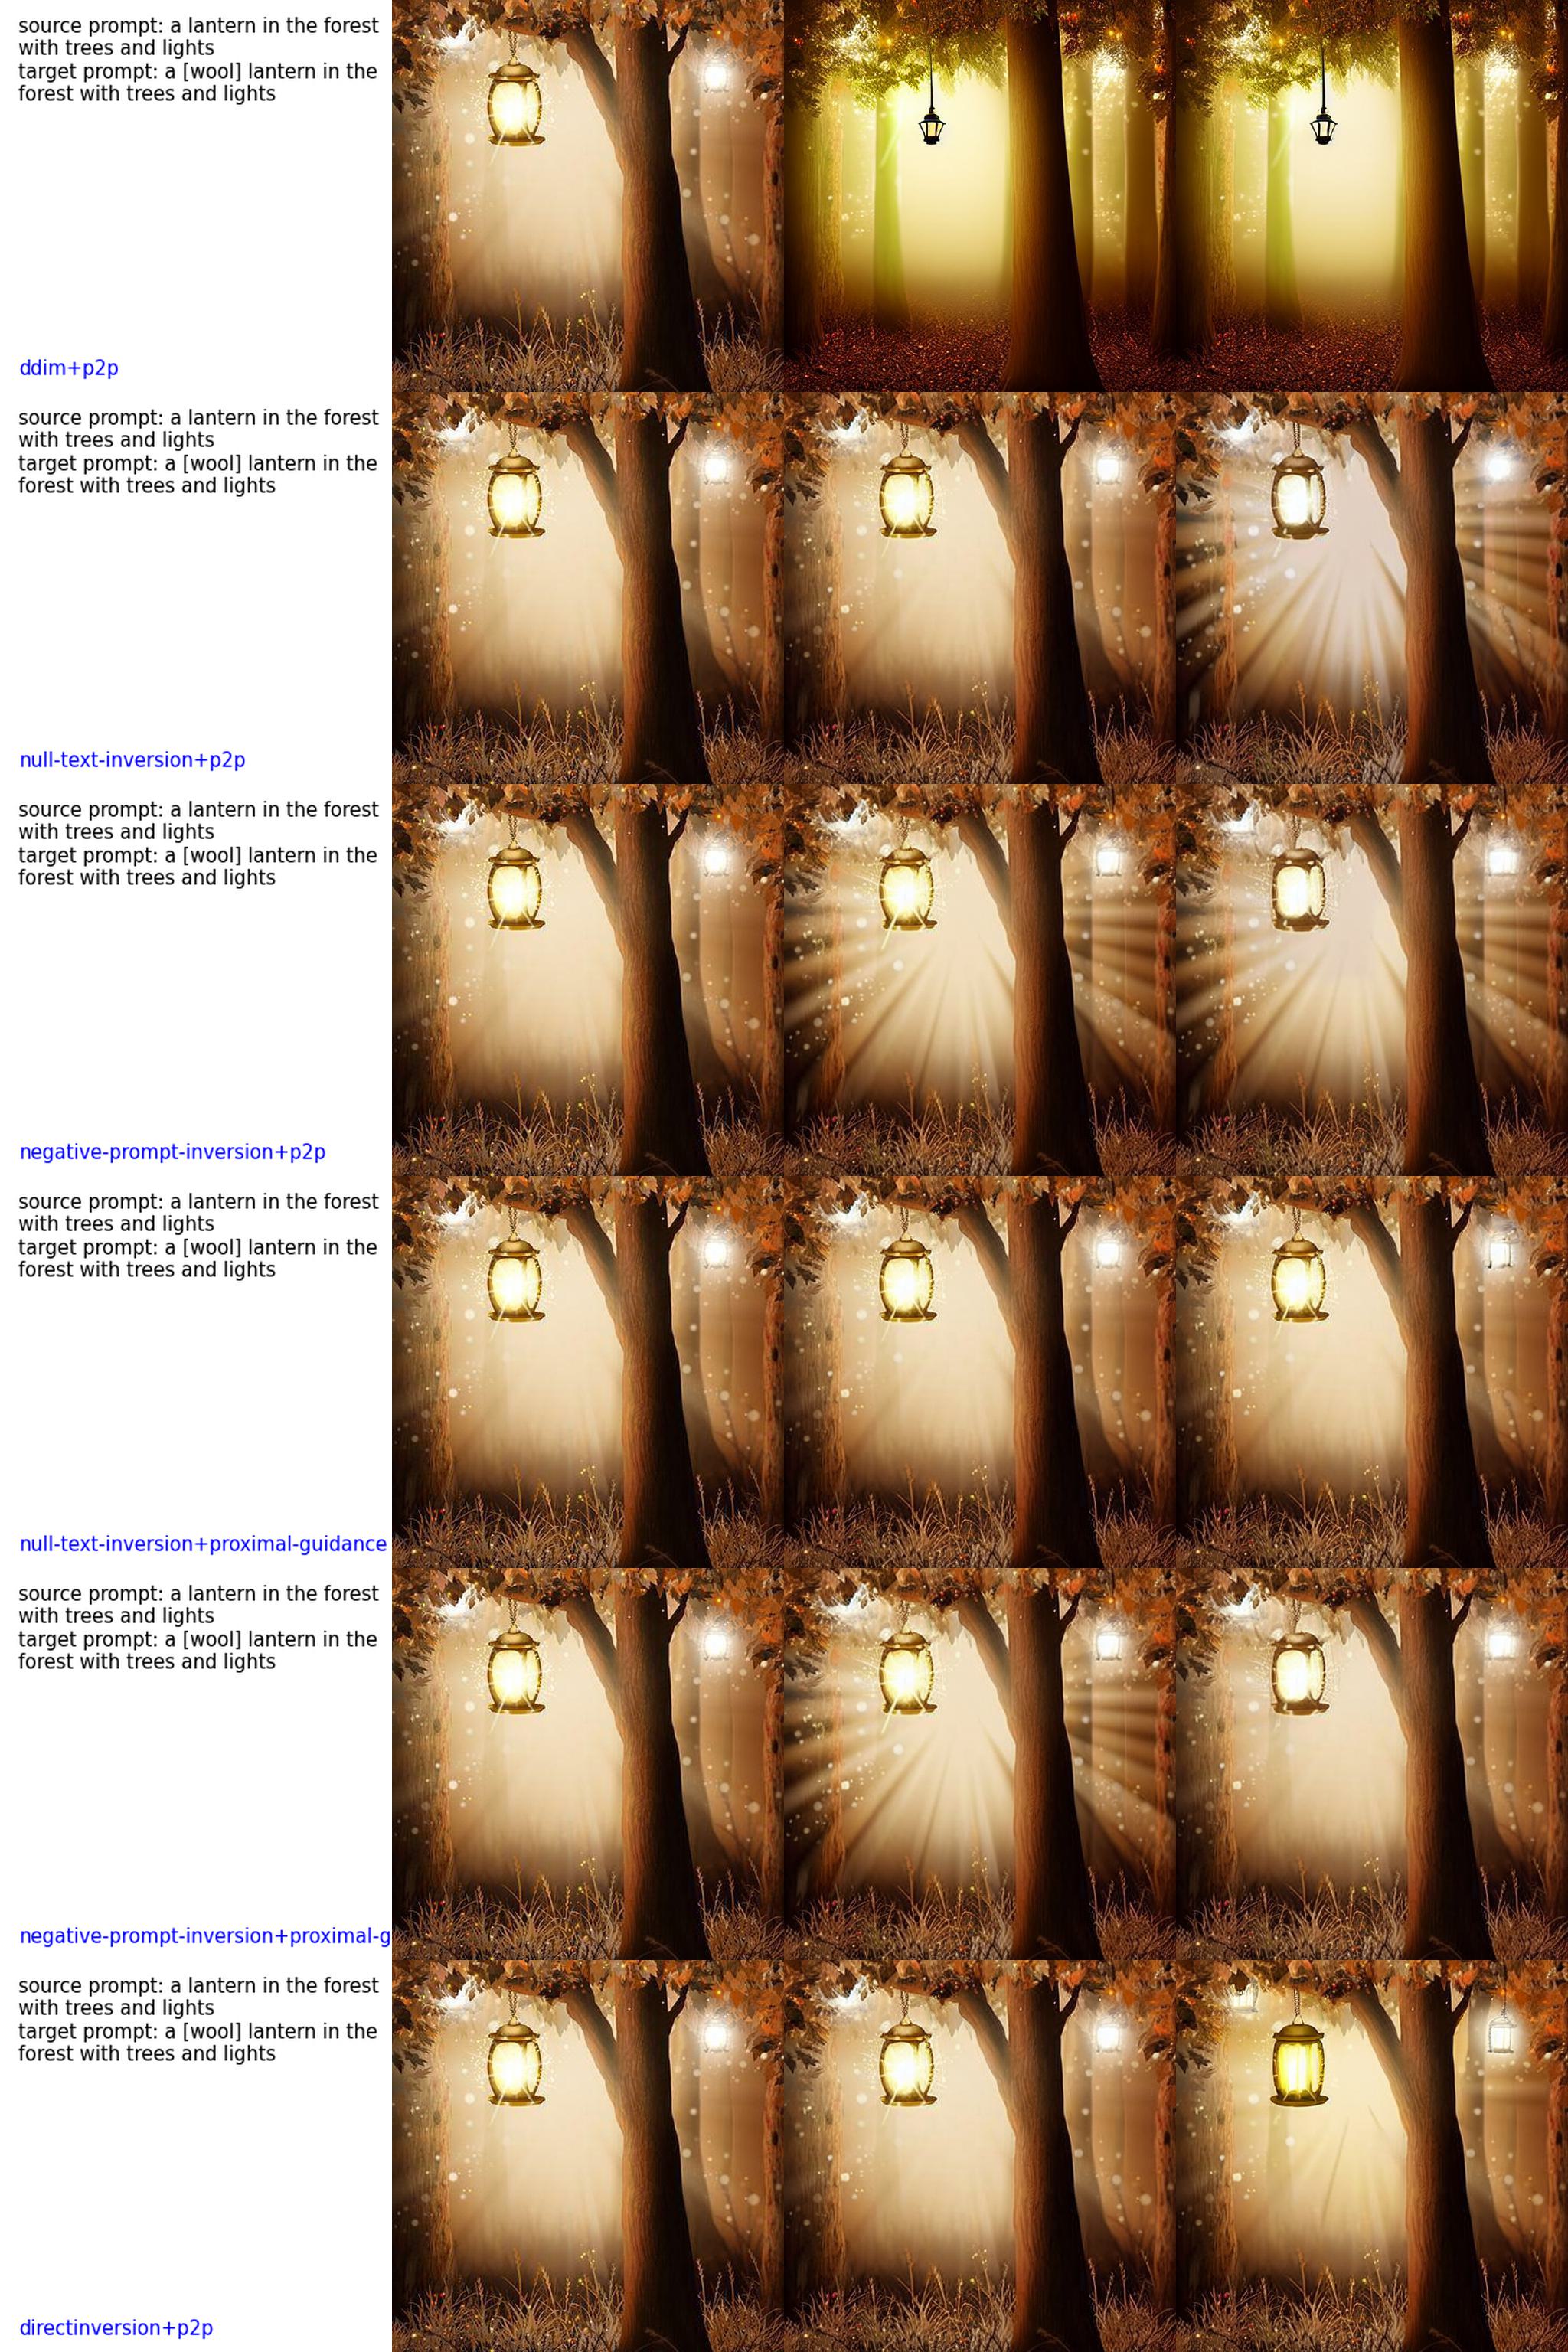 source prompt: a lantern in the forest
with trees and lights
target prompt: a [wool] lantern in the
forest with trees and lights
ddim+p2p
source prompt: a lantern in the forest
with trees and lights
target prompt: a [wool] lantern in the
forest with trees and lights
null-text-inversion+p2p
source prompt: a lantern in the forest
with trees and lights
target prompt: a [wool] lantern in the
forest with trees and lights
negative-prompt-inversion+p2p
source prompt: a lantern in the forest
with trees and lights
target prompt: a [wool] lantern in the
forest with trees and lights
null-text-inversion+proximal-guidance
source prompt: a lantern in the forest
with trees and lights
target prompt: a [wool] lantern in the
forest with trees and lights
negative-prompt-inversion+proximal-g
source prompt: a lantern in the forest
with trees and lights
target prompt: a [wool] lantern in the
forest with trees and lights
directinversion+p2p